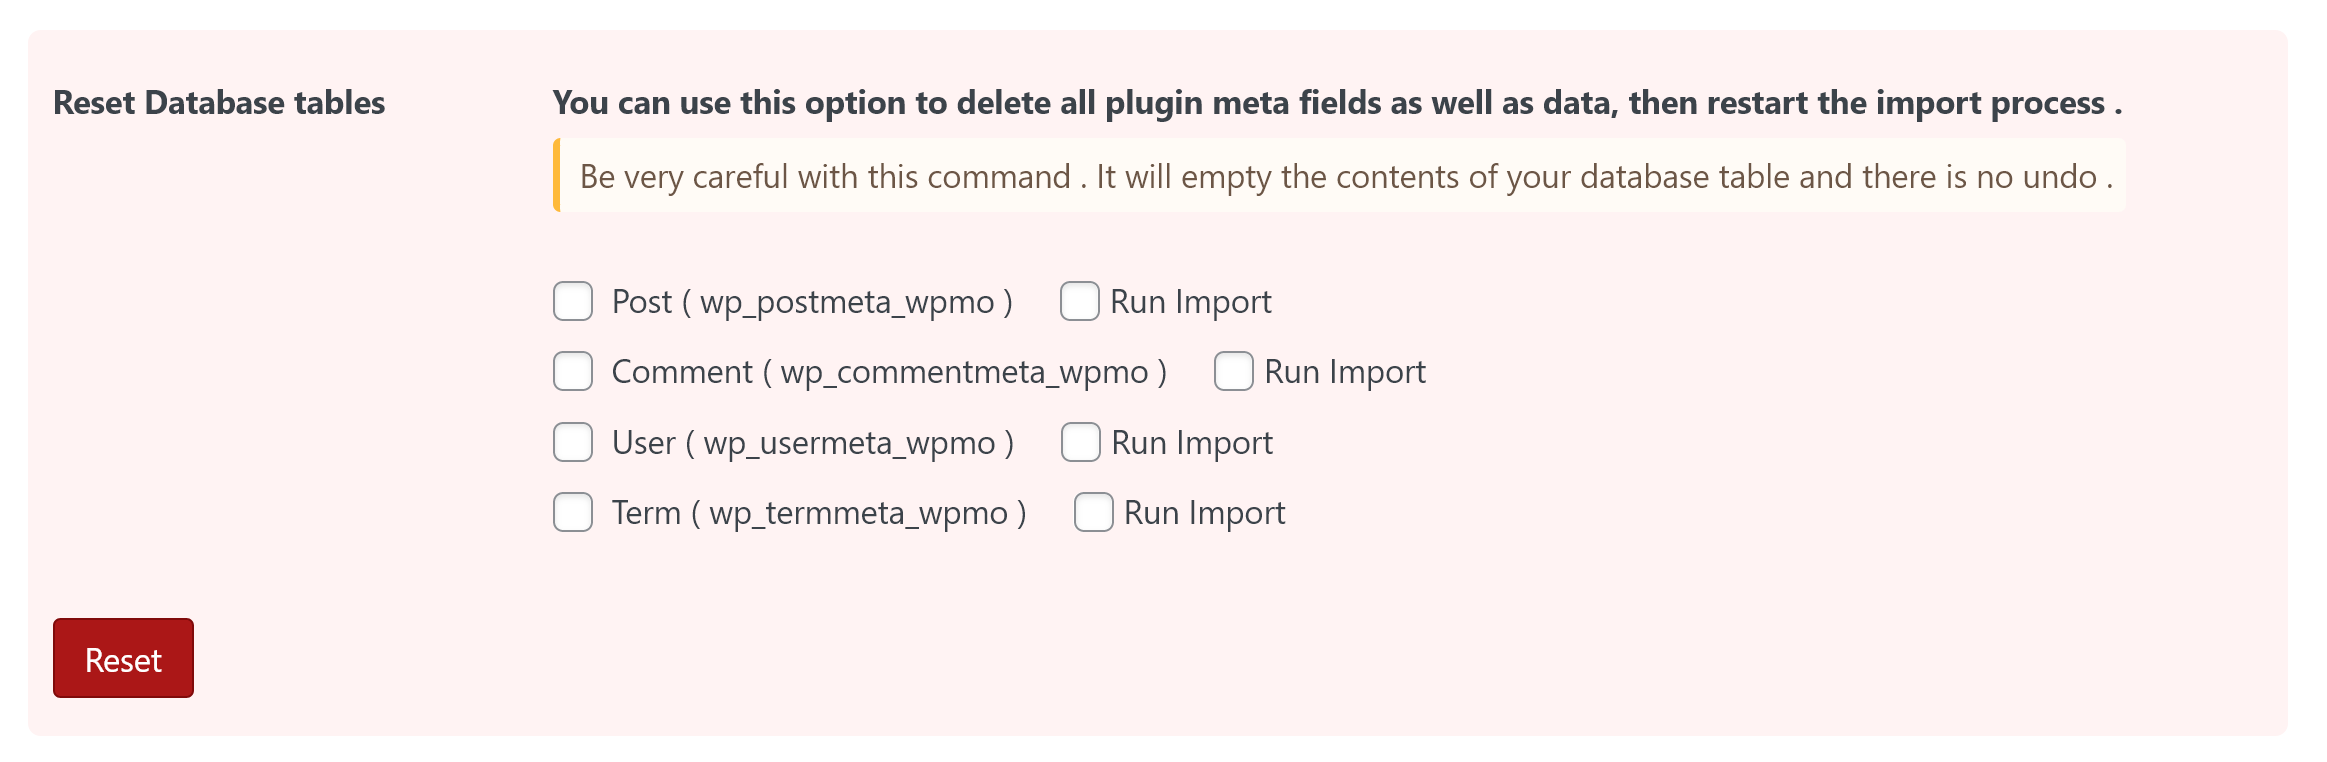 Reset Database tables
You can use this option to delete all plugin meta fields as well as data, then restart the import process .
Be very careful with this command . It will empty the contents of your database table and there is no undo .
Post ( wp_postmeta_wpmo ) Run Import
Comment ( wp_commentmeta_wpmo ) Run Import
User ( wp_usermeta_wpmo ) Run Import
Term ( wp_termmeta_wpmo ) Run Import
Reset